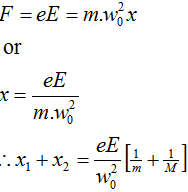 F = eE = m.w₀²x
or
x = eE / m.w₀²
∴ x₁ + x₂ = eE / w₀² [1/m + 1/M]